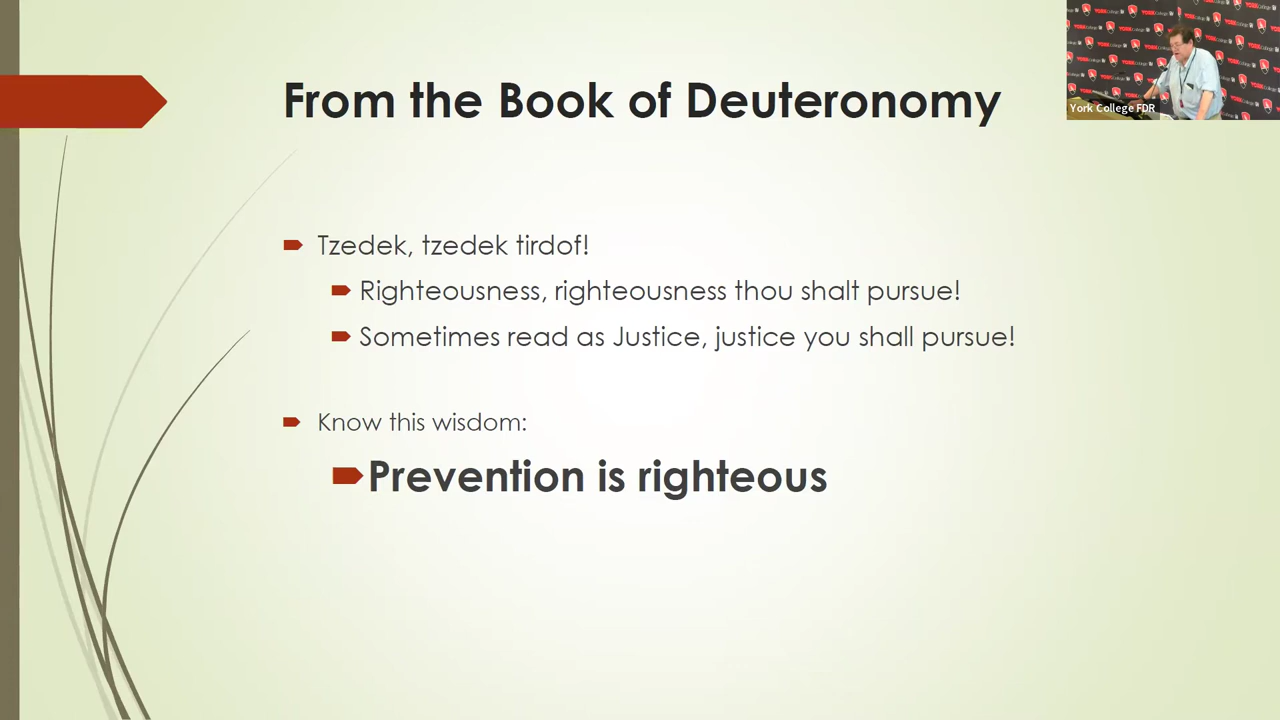 From the Book of Deuteronomy
Tzedek, tzedek tirdof!
Righteousness, righteousness thou shalt pursue!
Sometimes read as Justice, justice you shall pursue!
Know this wisdom:
Prevention is righteous
York College FDR